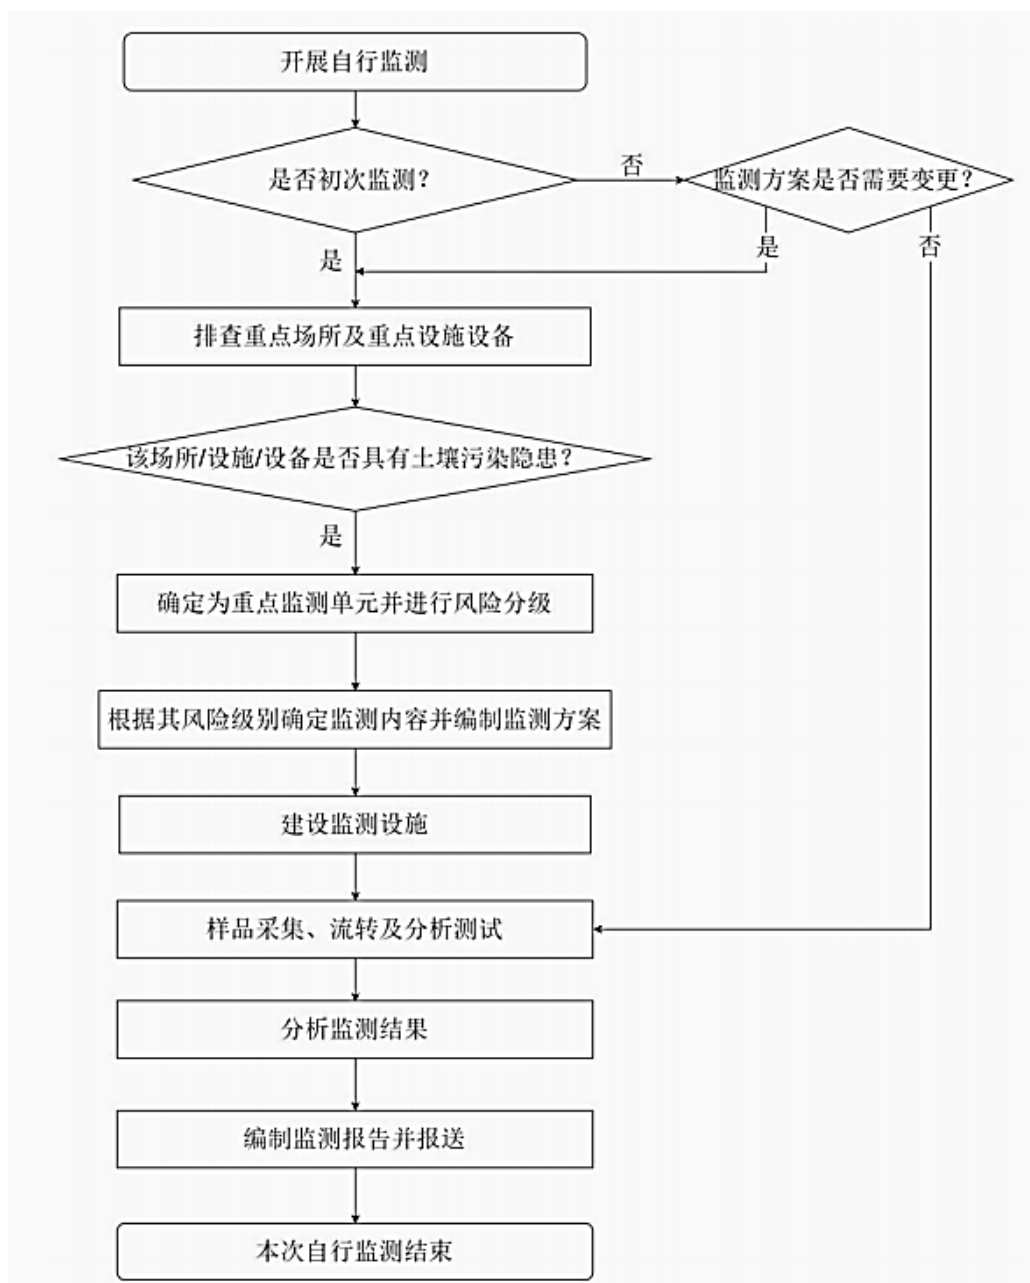 开展自行监测
是否初次监测？
否
监测方案是否需要变更？
是
是
否
排查重点场所及重点设施设备
该场所/设施/设备是否具有土壤污染隐患？
是
确定为重点监测单元并进行风险分级
根据其风险级别确定监测内容并编制监测方案
建设监测设施
样品采集、流转及分析测试
分析监测结果
编制监测报告并报送
本次自行监测结束